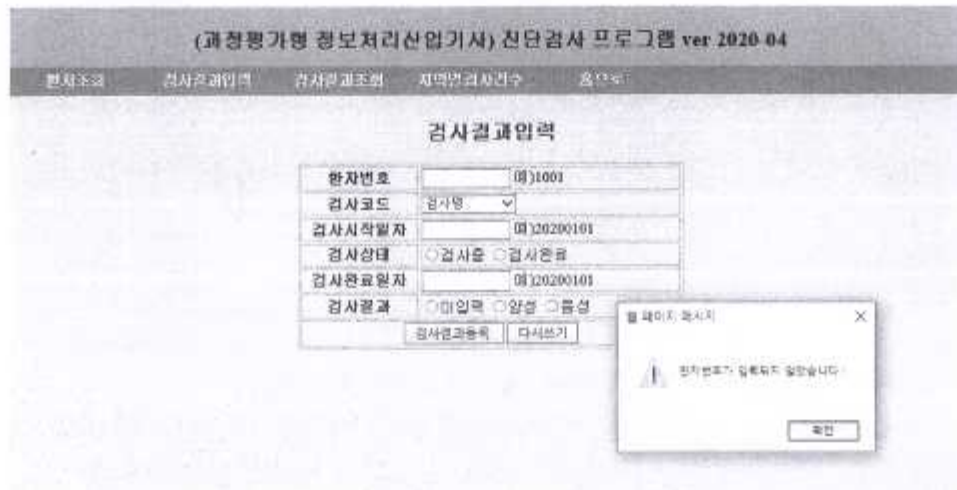 (과정평가형 정보처리산업기사) 진단검사 프로그램 ver 2020-04
환자조회 검사결과입력 검사결과조회 지역별검사건수 홈으로
검사결과입력
환자번호 예)1001
검사코드 검사명
검사시작일자 예)20200101
검사상태 ○검사중 ○검사완료
검사완료일자 예)20200101
검사결과 ○미입력 ○양성 ○음성
검사결과등록 다시쓰기
웹 페이지 메시지
환자번호가 입력되지 않았습니다!
확인